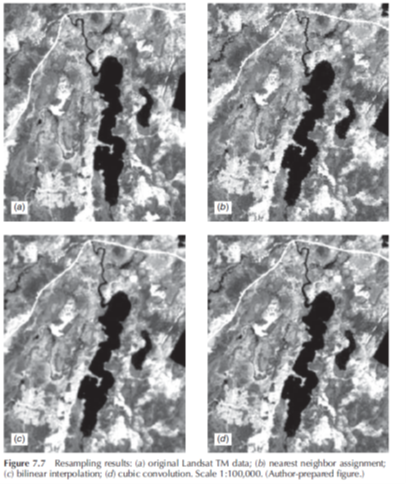 (a)
(b)
(c)
(d)
Figure 7.7 Resampling results: (a) original Landsat TM data; (b) nearest neighbor assignment;
(c) bilinear interpolation; (d) cubic convolution. Scale 1:100,000. (Author-prepared figure.)